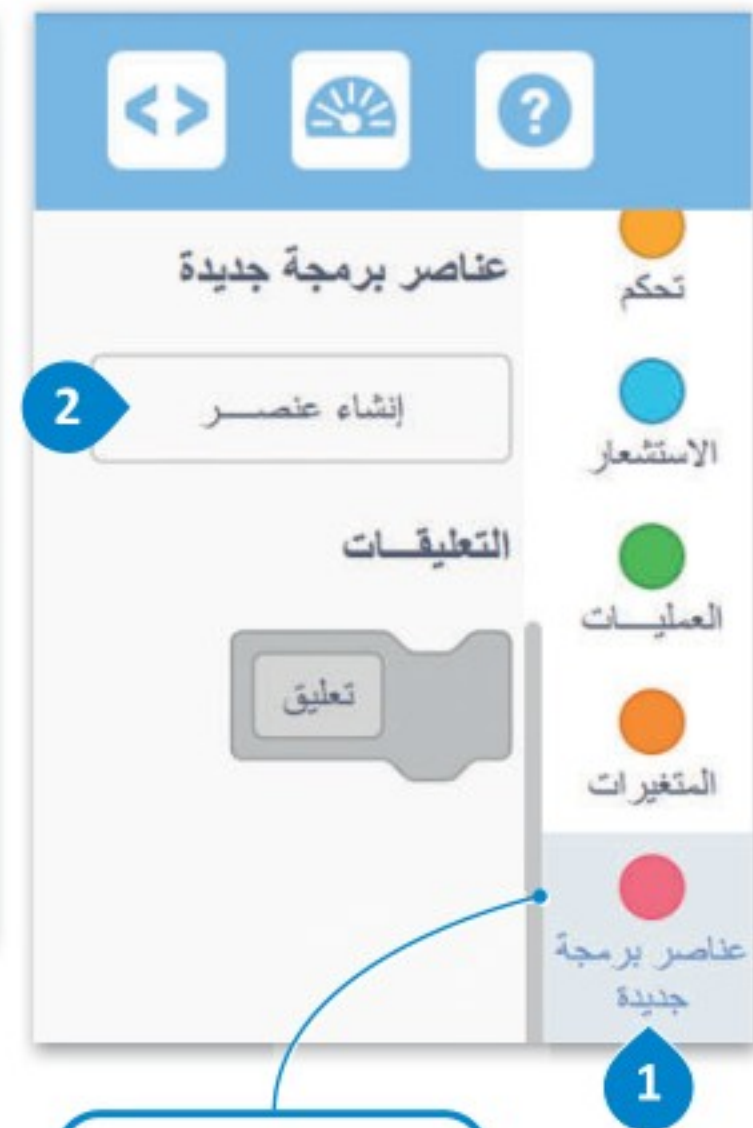 ?
عناصر برمجة جديدة
إنشاء عنصـــر
2
التعليقـــات
تعليق
تحكم
الاستشعار
العمليـــات
المتغيرات
عناصر برمجة
جديدة
1